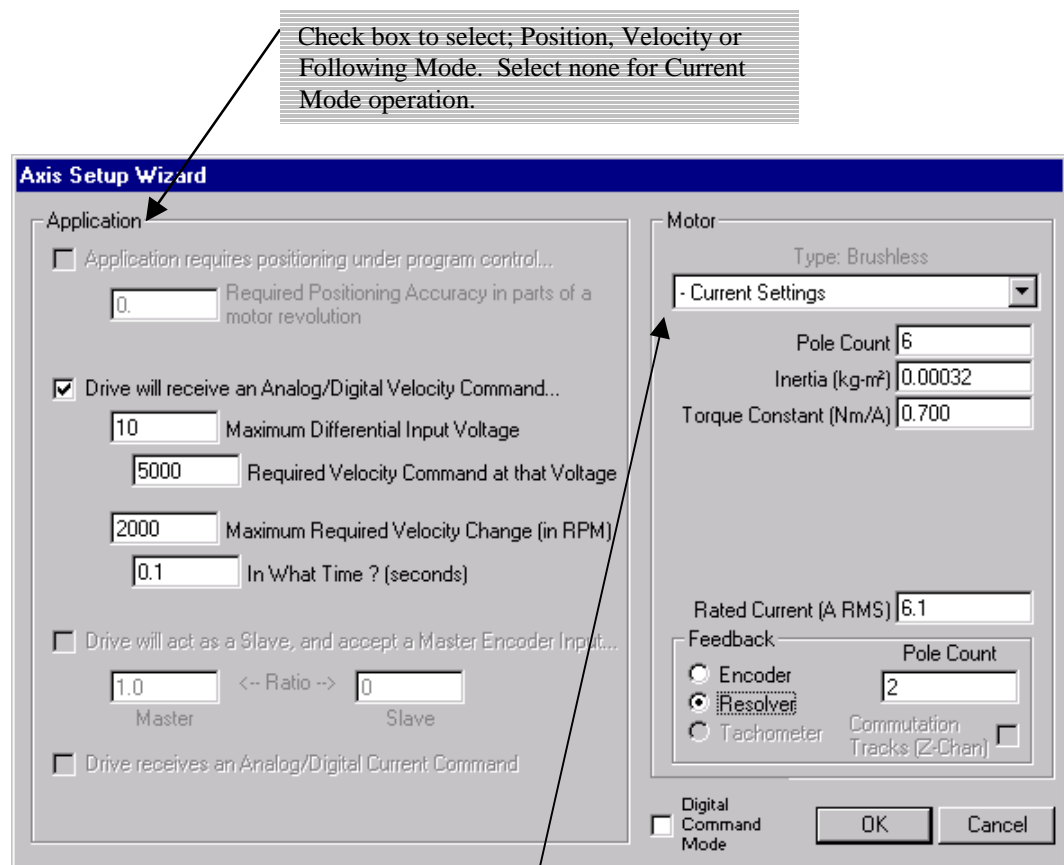 Check box to select; Position, Velocity or
Following Mode. Select none for Current
Mode operation.
Axis Setup Wizard
Application
Application requires positioning under program control...
0.
Required Positioning Accuracy in parts of a
motor revolution
Drive will receive an Analog/Digital Velocity Command...
10 Maximum Differential Input Voltage
5000 Required Velocity Command at that Voltage
2000 Maximum Required Velocity Change (in RPM)
0.1 In What Time ? (seconds)
Drive will act as a Slave, and accept a Master Encoder Input...
1.0 <-- Ratio --> 0
Master Slave
Drive receives an Analog/Digital Current Command
Motor
Type: Brushless
- Current Settings
Pole Count 6
Inertia (kg-m²) 0.00032
Torque Constant (Nm/A) 0.700
Rated Current (A RMS) 6.1
Feedback
Encoder
Resolver
Tachometer
Pole Count
2
Commutation
Tracks (Z-Chan)
Digital
Command
Mode
OK Cancel